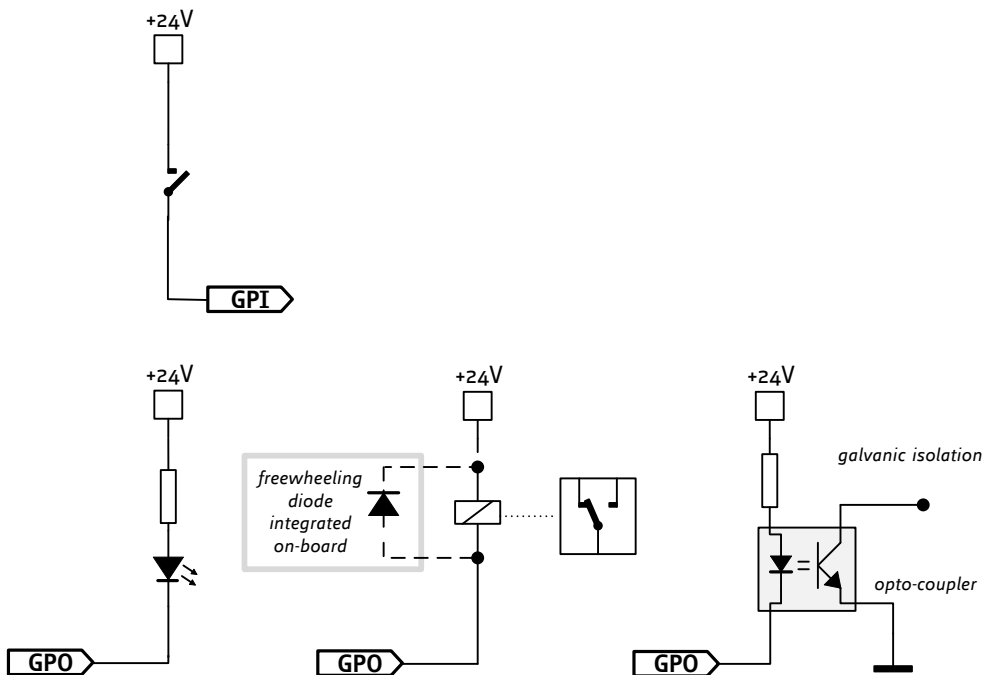 +24V
GPI
+24V
GPO
+24V
freewheeling
diode
integrated
on-board
GPO
+24V
galvanic isolation
opto-coupler
GPO